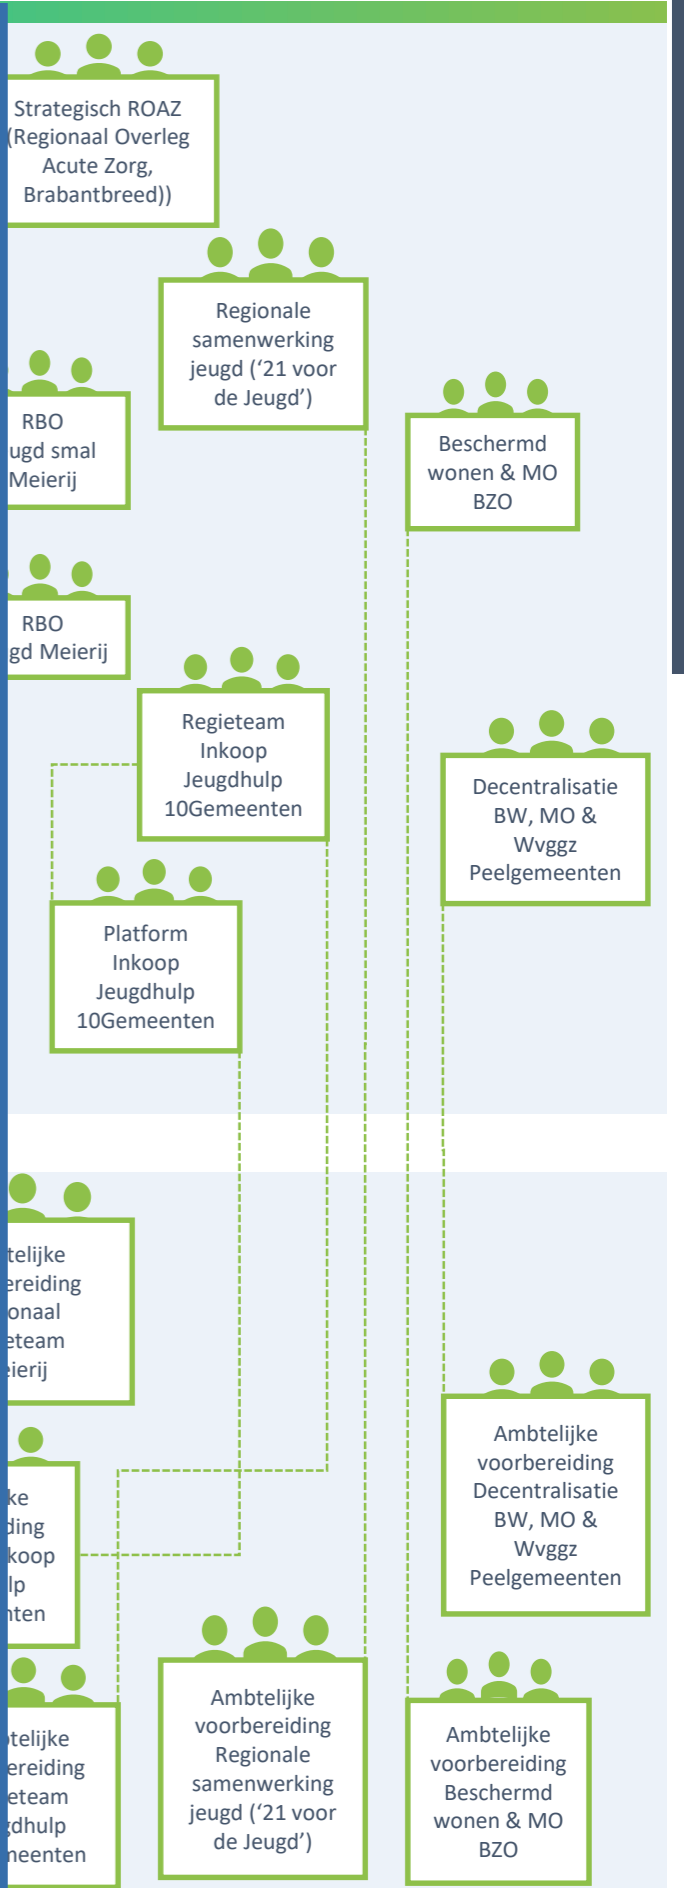 Strategisch ROAZ
(Regionaal Overleg
Acute Zorg,
Brabantbreed))
Regionale
samenwerking
jeugd (‘21 voor
de Jeugd’)
RBO
ugd smal
Meierij
Beschermd
wonen & MO
BZO
RBO
gd Meierij
Regieteam
Inkoop
Jeugdhulp
10Gemeenten
Decentralisatie
BW, MO &
Wvggz
Peelgemeenten
Platform
Inkoop
Jeugdhulp
10Gemeenten
telijke
ereiding
onaal
eteam
eierij
Ambtelijke
voorbereiding
Decentralisatie
BW, MO &
Wvggz
Peelgemeenten
ke
ding
koop
lp
nten
telijke
ereiding
eteam
gdhulp
meenten
Ambtelijke
voorbereiding
Regionale
samenwerking
jeugd (‘21 voor
de Jeugd’)
Ambtelijke
voorbereiding
Beschermd
wonen & MO
BZO